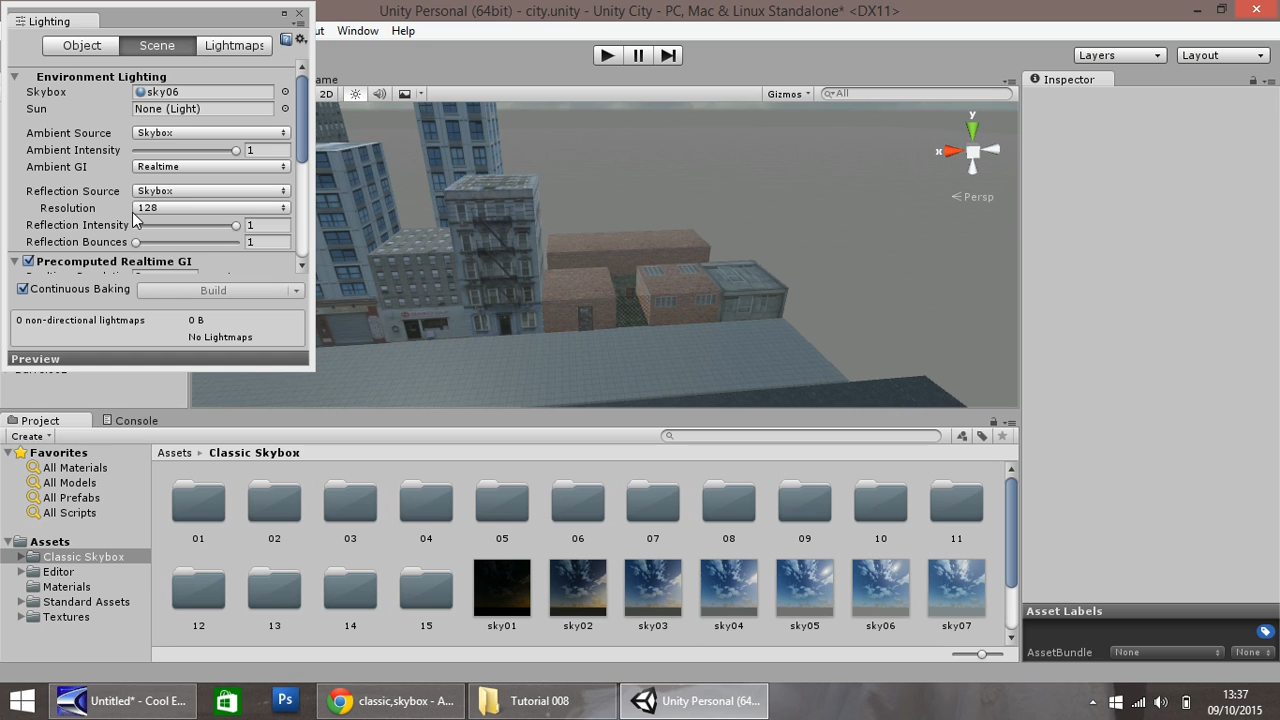 Unity Personal (64bit) - city.unity - Unity City - PC, Mac & Linux Standalone* <DX11>
Lighting
ut Window Help
Object Scene Lightmaps
Layers Layout
Environment Lighting
Skybox sky06
Sun None (Light)
Ambient Source Skybox
Ambient Intensity 1
Ambient GI Realtime
Reflection Source Skybox
Resolution 128
Reflection Intensity 1
Reflection Bounces 1
Precomputed Realtime GI
Continuous Baking Build
0 non-directional lightmaps 0 B
No Lightmaps
Preview
ame
2D Gizmos All
y
x
Persp
Inspector
Project Console
Create
Favorites
All Materials
All Models
All Prefabs
All Scripts
Assets
Classic Skybox
Editor
Materials
Standard Assets
Textures
Assets Classic Skybox
01 02 03 04 05 06 07 08 09 10 11
12 13 14 15 sky01 sky02 sky03 sky04 sky05 sky06 sky07
Asset Labels
AssetBundle None None
Untitled* - Cool E...
Ps
classic,skybox - A...
Tutorial 008
Unity Personal (64...
13:37
09/10/2015